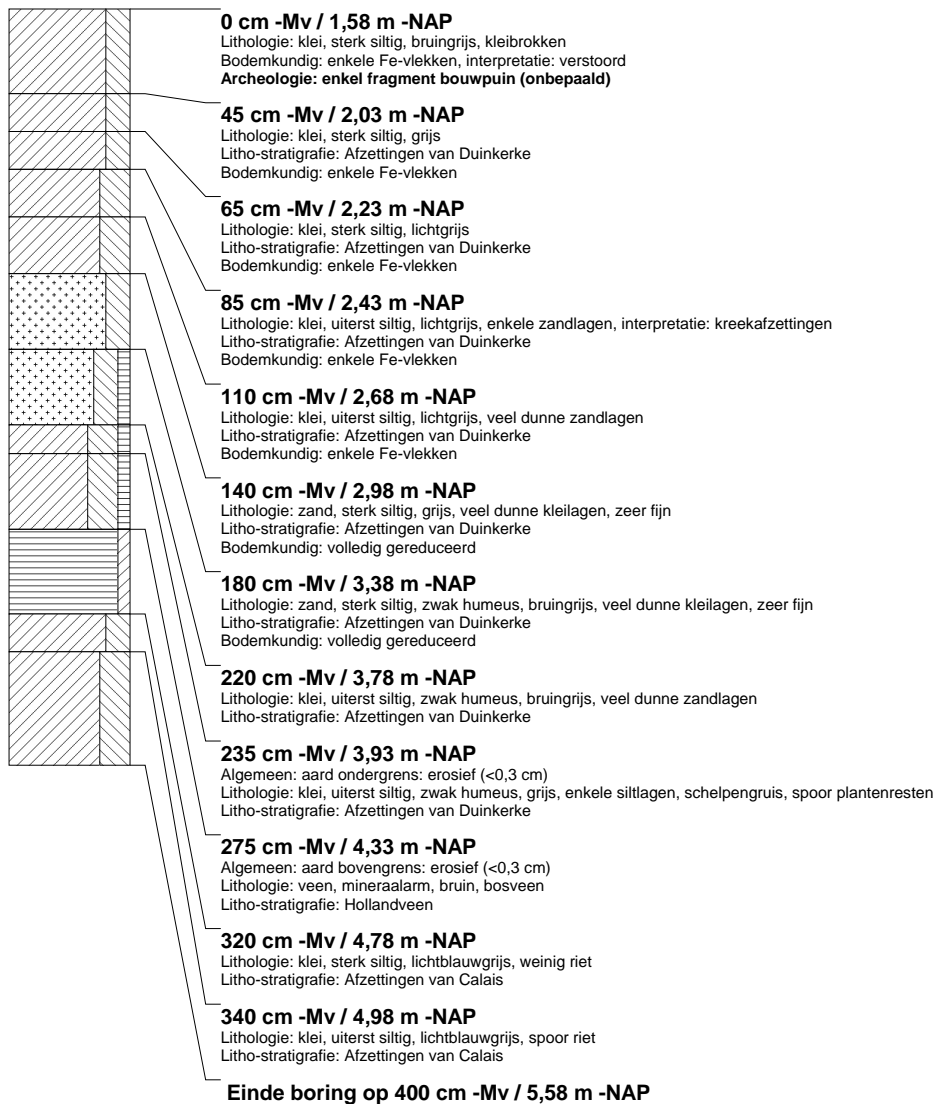 0 cm -Mv / 1,58 m -NAP
Lithologie: klei, sterk siltig, bruingrijs, kleibrokken
Bodemkundig: enkele Fe-vlekken, interpretatie: verstoord
Archeologie: enkel fragment bouwpuin (onbepaald)
45 cm -Mv / 2,03 m -NAP
Lithologie: klei, sterk siltig, grijs
Litho-stratigrafie: Afzettingen van Duinkerke
Bodemkundig: enkele Fe-vlekken
65 cm -Mv / 2,23 m -NAP
Lithologie: klei, sterk siltig, lichtgrijs
Litho-stratigrafie: Afzettingen van Duinkerke
Bodemkundig: enkele Fe-vlekken
85 cm -Mv / 2,43 m -NAP
Lithologie: klei, uiterst siltig, lichtgrijs, enkele zandlagen, interpretatie: kreekafzettingen
Litho-stratigrafie: Afzettingen van Duinkerke
Bodemkundig: enkele Fe-vlekken
110 cm -Mv / 2,68 m -NAP
Lithologie: klei, uiterst siltig, lichtgrijs, veel dunne zandlagen
Litho-stratigrafie: Afzettingen van Duinkerke
Bodemkundig: enkele Fe-vlekken
140 cm -Mv / 2,98 m -NAP
Lithologie: zand, sterk siltig, grijs, veel dunne kleilagen, zeer fijn
Litho-stratigrafie: Afzettingen van Duinkerke
Bodemkundig: volledig gereduceerd
180 cm -Mv / 3,38 m -NAP
Lithologie: zand, sterk siltig, zwak humeus, bruingrijs, veel dunne kleilagen, zeer fijn
Litho-stratigrafie: Afzettingen van Duinkerke
Bodemkundig: volledig gereduceerd
220 cm -Mv / 3,78 m -NAP
Lithologie: klei, uiterst siltig, zwak humeus, bruingrijs, veel dunne zandlagen
Litho-stratigrafie: Afzettingen van Duinkerke
235 cm -Mv / 3,93 m -NAP
Algemeen: aard ondergrens: erosief (<0,3 cm)
Lithologie: klei, uiterst siltig, zwak humeus, grijs, enkele siltlagen, schelpengruis, spoor plantenresten
Litho-stratigrafie: Afzettingen van Duinkerke
275 cm -Mv / 4,33 m -NAP
Algemeen: aard bovengrens: erosief (<0,3 cm)
Lithologie: veen, mineraalarm, bruin, bosveen
Litho-stratigrafie: Hollandveen
320 cm -Mv / 4,78 m -NAP
Lithologie: klei, sterk siltig, lichtblauwgrijs, weinig riet
Litho-stratigrafie: Afzettingen van Calais
340 cm -Mv / 4,98 m -NAP
Lithologie: klei, uiterst siltig, lichtblauwgrijs, spoor riet
Litho-stratigrafie: Afzettingen van Calais
Einde boring op 400 cm -Mv / 5,58 m -NAP